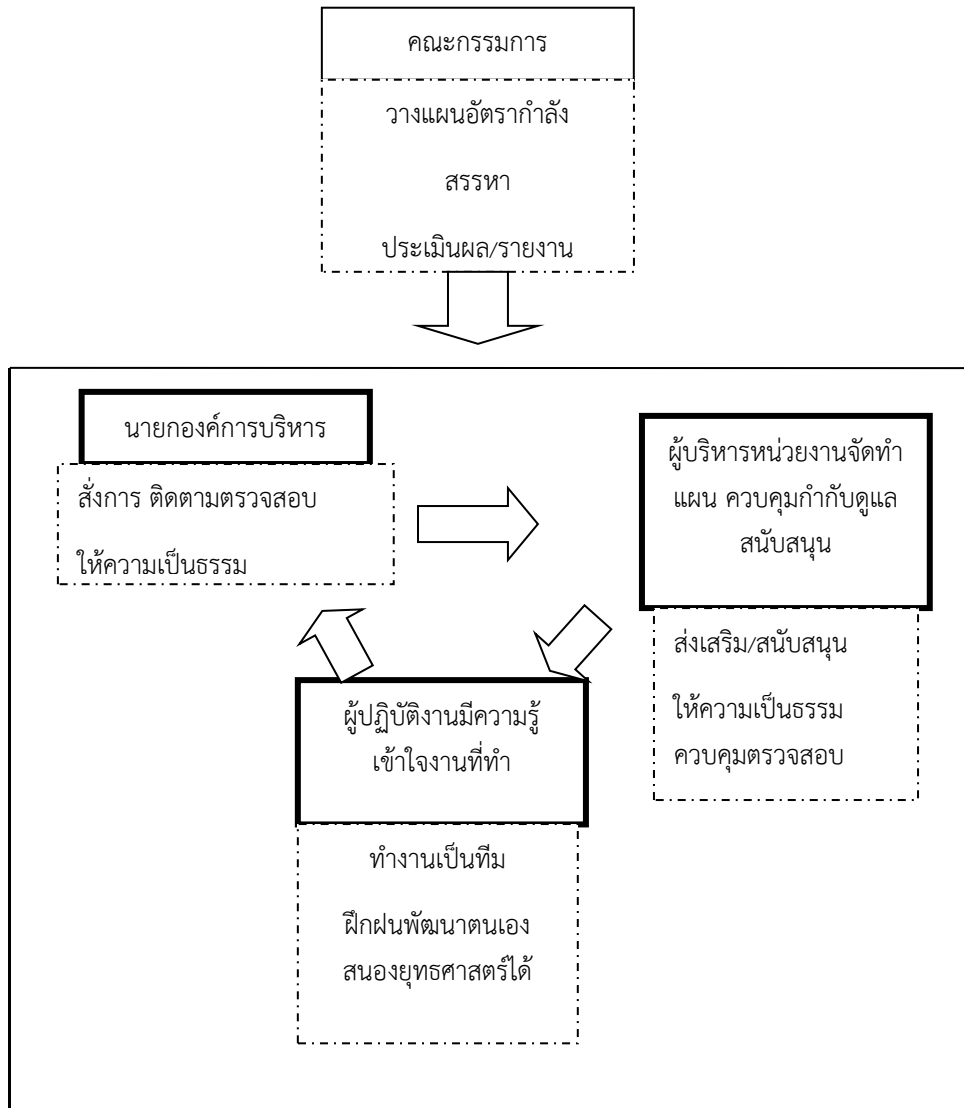 คณะกรรมการ
วางแผนอัตรากำลัง
สรรหา
ประเมินผล/รายงาน
นายกองค์การบริหาร
สั่งการ ติดตามตรวจสอบ
ให้ความเป็นธรรม
ผู้บริหารหน่วยงานจัดทำ
แผน ควบคุมกำกับดูแล
สนับสนุน
ส่งเสริม/สนับสนุน
ให้ความเป็นธรรม
ควบคุมตรวจสอบ
ผู้ปฏิบัติงานมีความรู้
เข้าใจงานที่ทำ
ทำงานเป็นทีม
ฝึกฝนพัฒนาตนเอง
สนองยุทธศาสตร์ได้